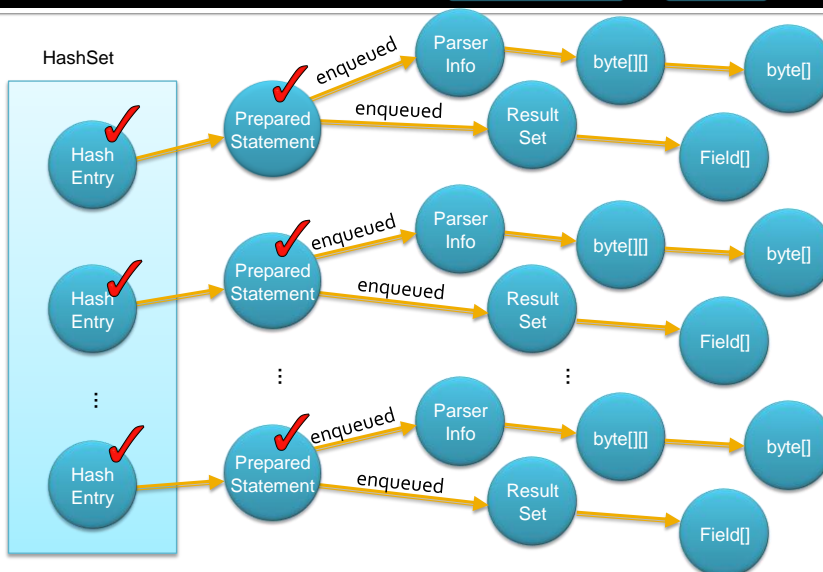 HashSet
enqueued
Parser
Info
byte[][]
byte[]
Hash
Entry
Prepared
Statement
enqueued
Result
Set
Field[]
enqueued
Parser
Info
byte[][]
byte[]
Hash
Entry
Prepared
Statement
enqueued
Result
Set
Field[]
...
...
...
enqueued
Parser
Info
byte[][]
byte[]
Hash
Entry
Prepared
Statement
enqueued
Result
Set
Field[]